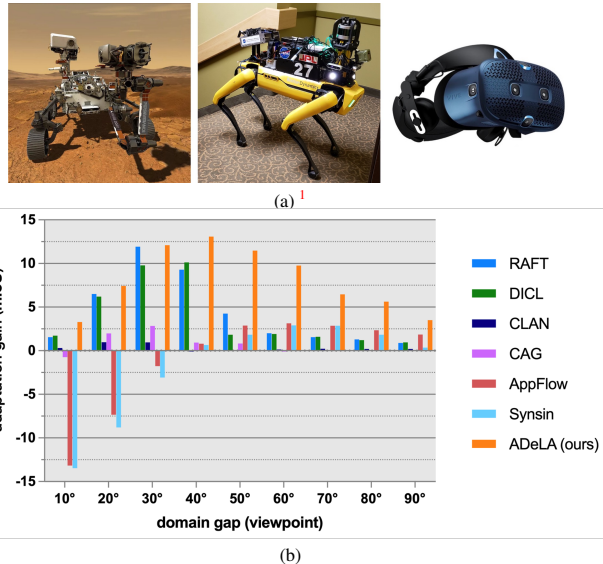 27
(a) 1
15
10
5
0
-5
-10
-15
adaptation gain (mIoU)
10° 20° 30° 40° 50° 60° 70° 80° 90°
domain gap (viewpoint)
RAFT
DICL
CLAN
CAG
AppFlow
Synsin
ADeLA (ours)
(b)